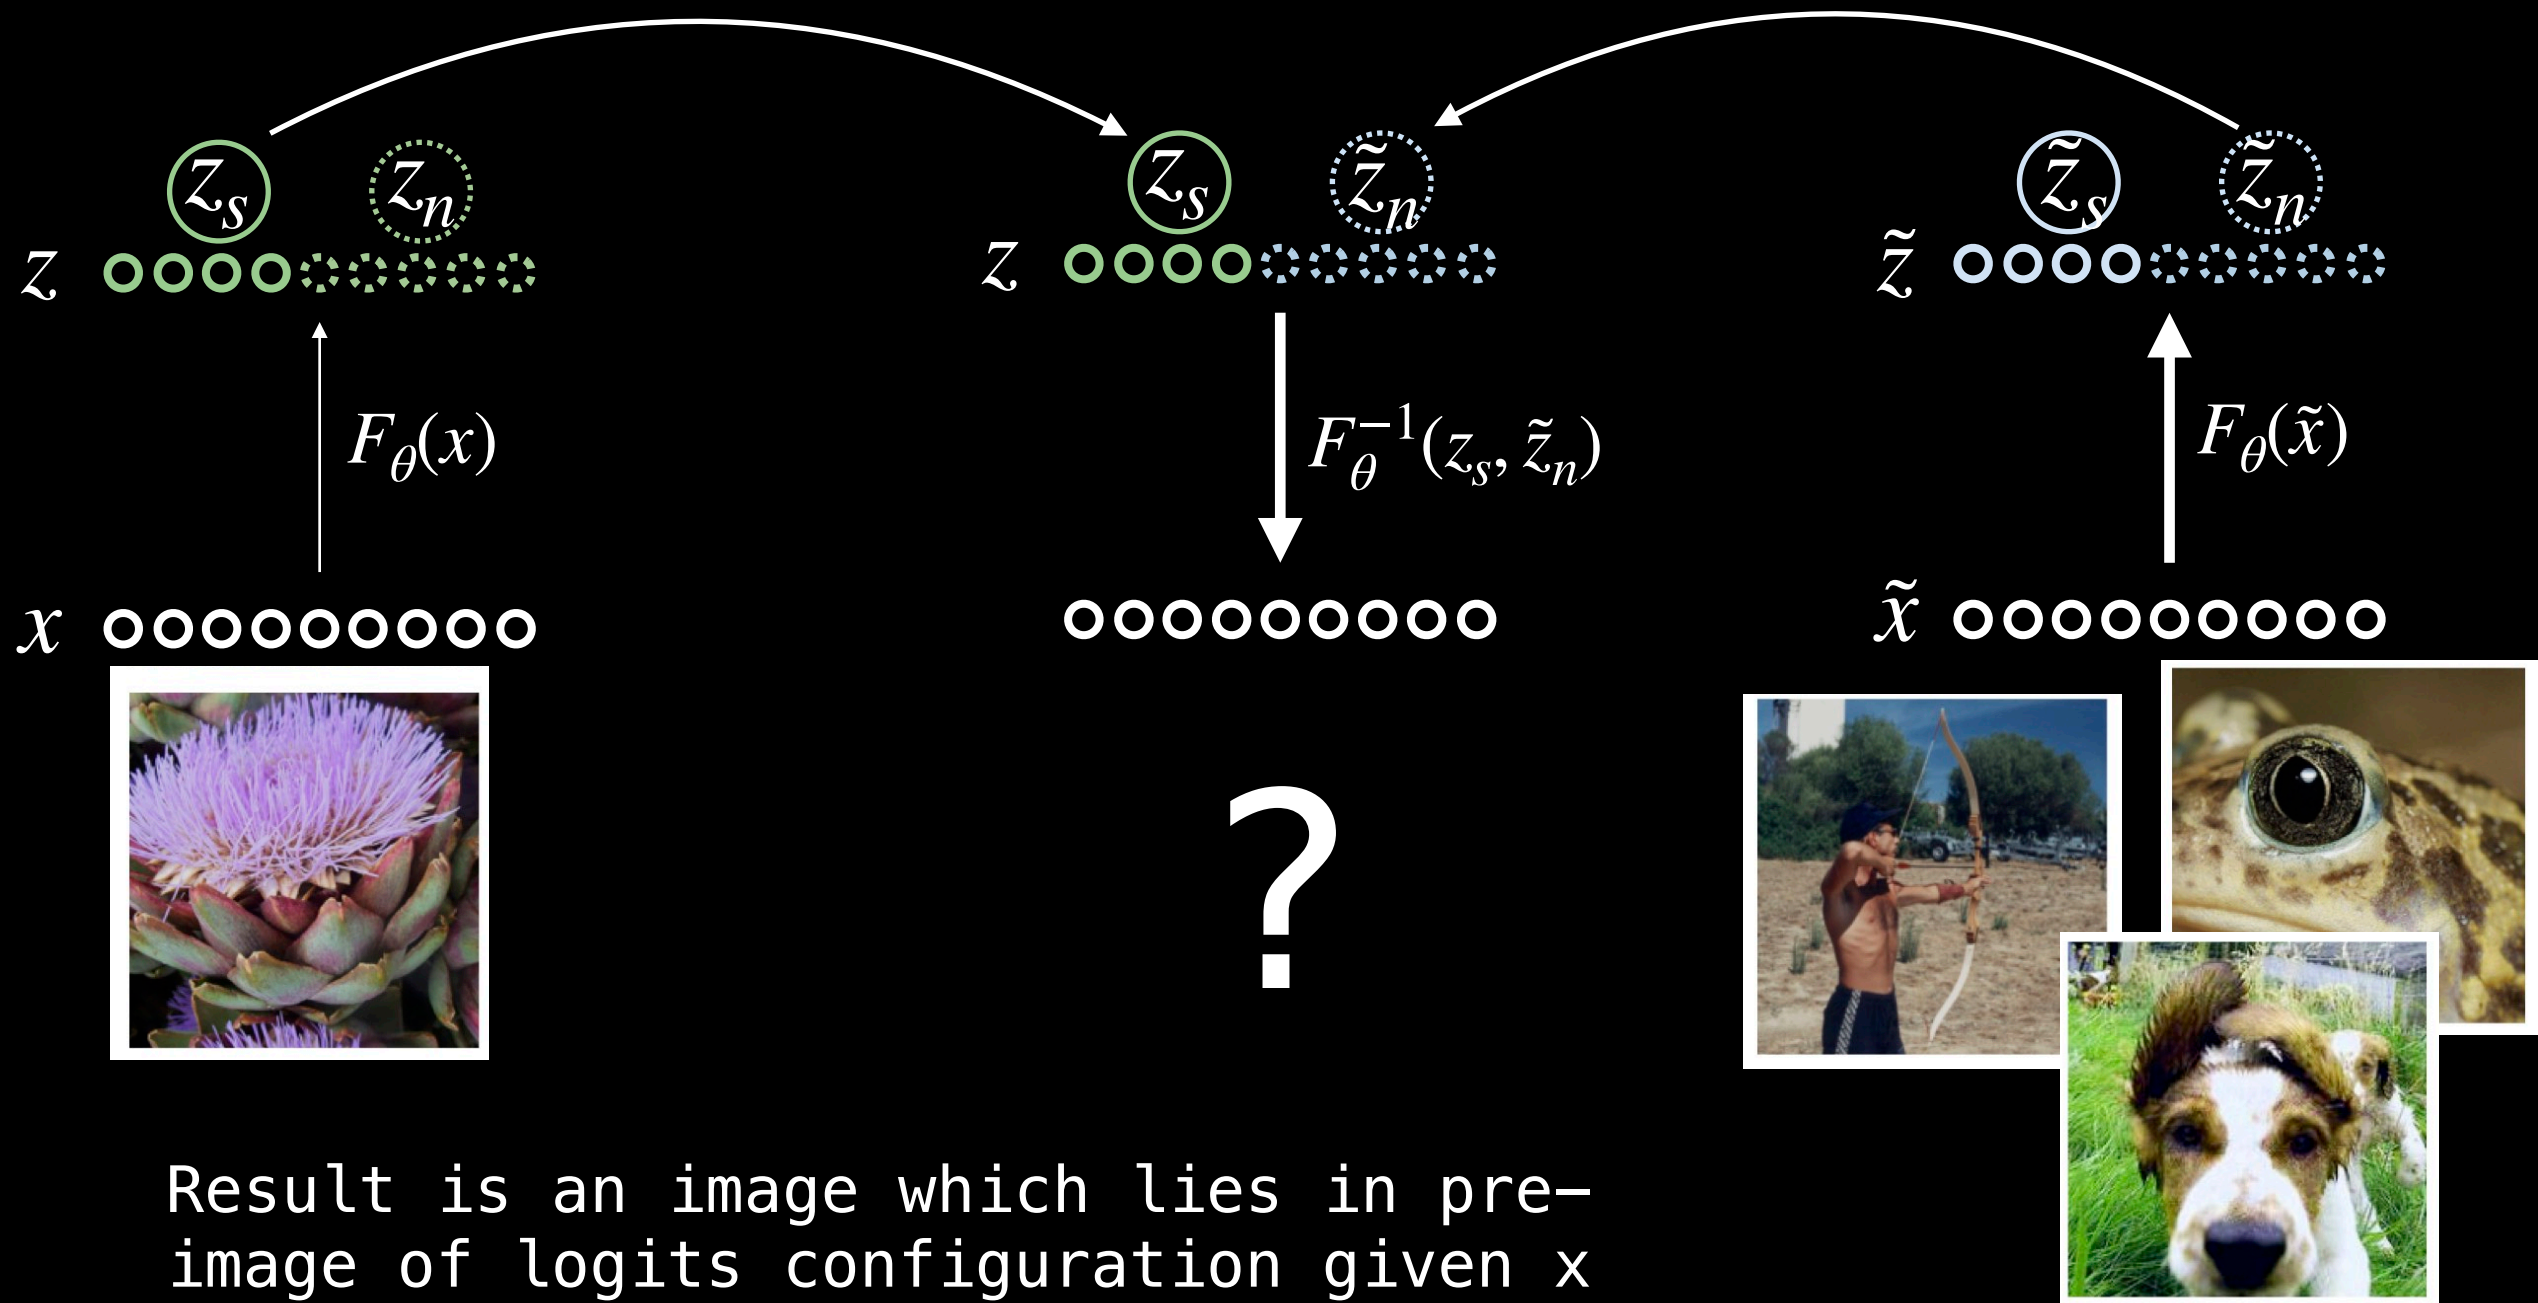 z_s z_n z_s z̃_n z̃_s z̃_n
z z z̃
F_θ(x) F_θ^{-1}(z_s, z̃_n) F_θ(x̃)
x x̃
?
Result is an image which lies in pre-
image of logits configuration given x